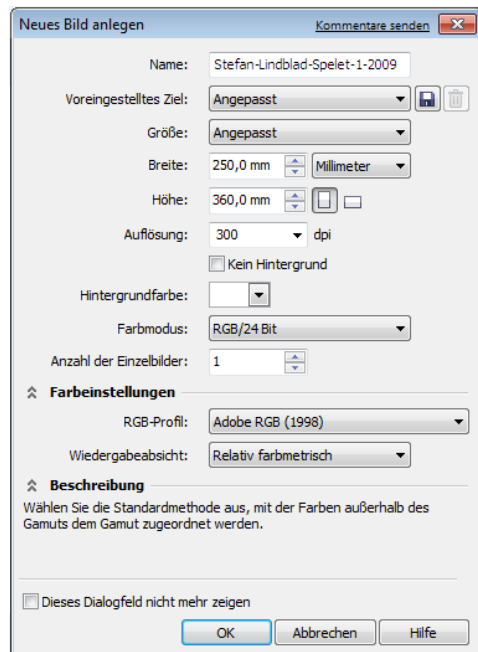 Neues Bild anlegen Kommentare senden
Name: Stefan-Lindblad-Spelet-1-2009
Voreingestelltes Ziel: Angepasst
Größe: Angepasst
Breite: 250,0 mm Millimeter
Höhe: 360,0 mm
Auflösung: 300 dpi
Kein Hintergrund
Hintergrundfarbe:
Farbmodus: RGB/24 Bit
Anzahl der Einzelbilder: 1
Farbeinstellungen
RGB-Profil: Adobe RGB (1998)
Wiedergabeabsicht: Relativ farbmetrisch
Beschreibung
Wählen Sie die Standardmethode aus, mit der Farben außerhalb des
Gamuts dem Gamut zugeordnet werden.
Dieses Dialogfeld nicht mehr zeigen
OK Abbrechen Hilfe